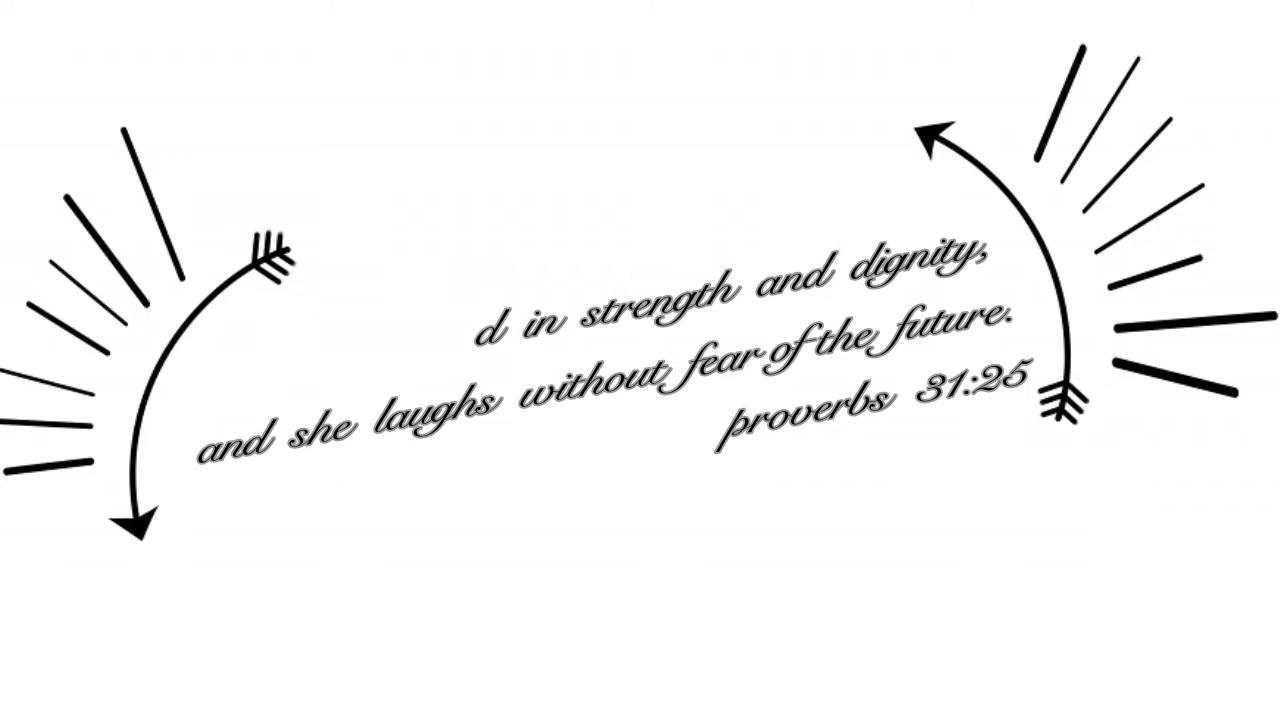 d in strength and dignity,
and she laughs without fear of the future.
proverbs 31:25